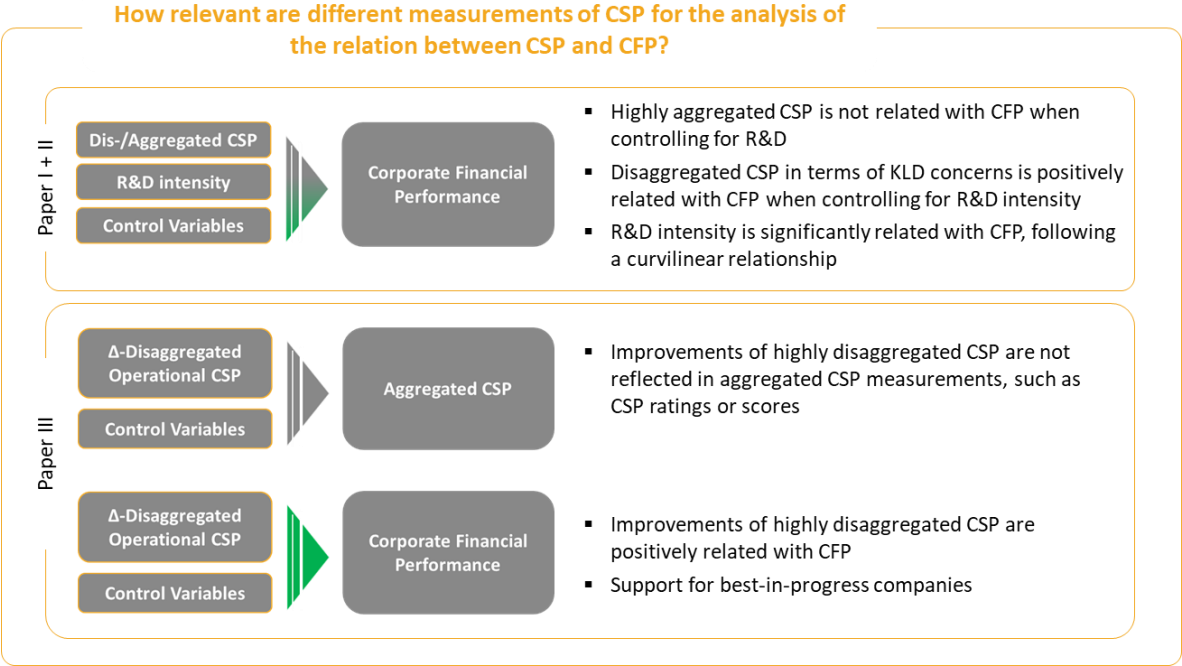 How relevant are different measurements of CSP for the analysis of
the relation between CSP and CFP?
Paper I + II
Dis-/Aggregated CSP
R&D intensity
Control Variables
Corporate Financial
Performance
▪ Highly aggregated CSP is not related with CFP when
controlling for R&D
▪ Disaggregated CSP in terms of KLD concerns is positively
related with CFP when controlling for R&D intensity
▪ R&D intensity is significantly related with CFP, following
a curvilinear relationship
Paper III
Δ-Disaggregated
Operational CSP
Control Variables
Aggregated CSP
▪ Improvements of highly disaggregated CSP are not
reflected in aggregated CSP measurements, such as
CSP ratings or scores
Δ-Disaggregated
Operational CSP
Control Variables
Corporate Financial
Performance
▪ Improvements of highly disaggregated CSP are
positively related with CFP
▪ Support for best-in-progress companies